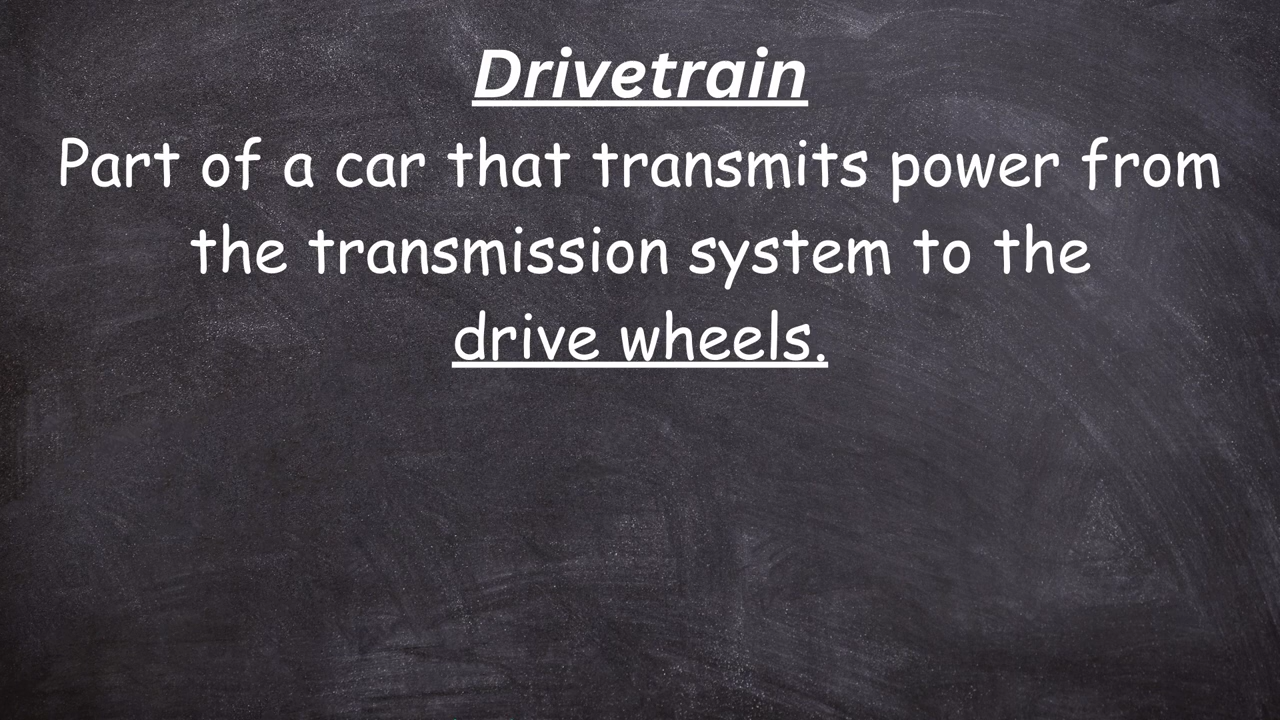 Drivetrain
Part of a car that transmits power from
the transmission system to the
drive wheels.